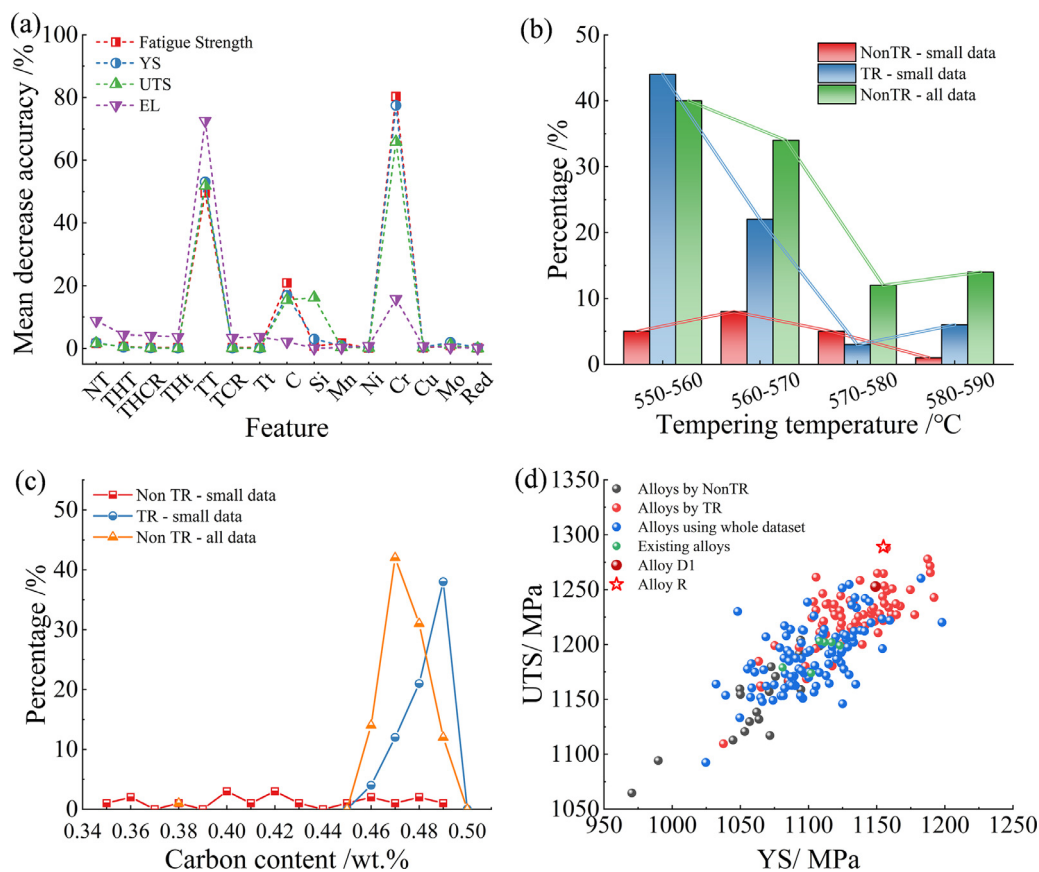 (a)
Mean decrease accuracy /%
100
80
60
40
20
0
Fatigue Strength
YS
UTS
EL
NT
THT
THCR
THt
TT
TCR
Tt
C
Si
Mn
Ni
Cr
Cu
Mo
Red
Feature
(b)
Percentage /%
50
40
30
20
10
0
NonTR - small data
TR - small data
NonTR - all data
550-560
560-570
570-580
580-590
Tempering temperature /°C
(c)
Percentage /%
50
40
30
20
10
0
Non TR - small data
TR - small data
Non TR - all data
0.34 0.36 0.38 0.40 0.42 0.44 0.46 0.48 0.50
Carbon content /wt.%
(d)
UTS/ MPa
1350
1300
1250
1200
1150
1100
1050
Alloys by NonTR
Alloys by TR
Alloys using whole dataset
Existing alloys
Alloy D1
Alloy R
950 1000 1050 1100 1150 1200 1250
YS/ MPa